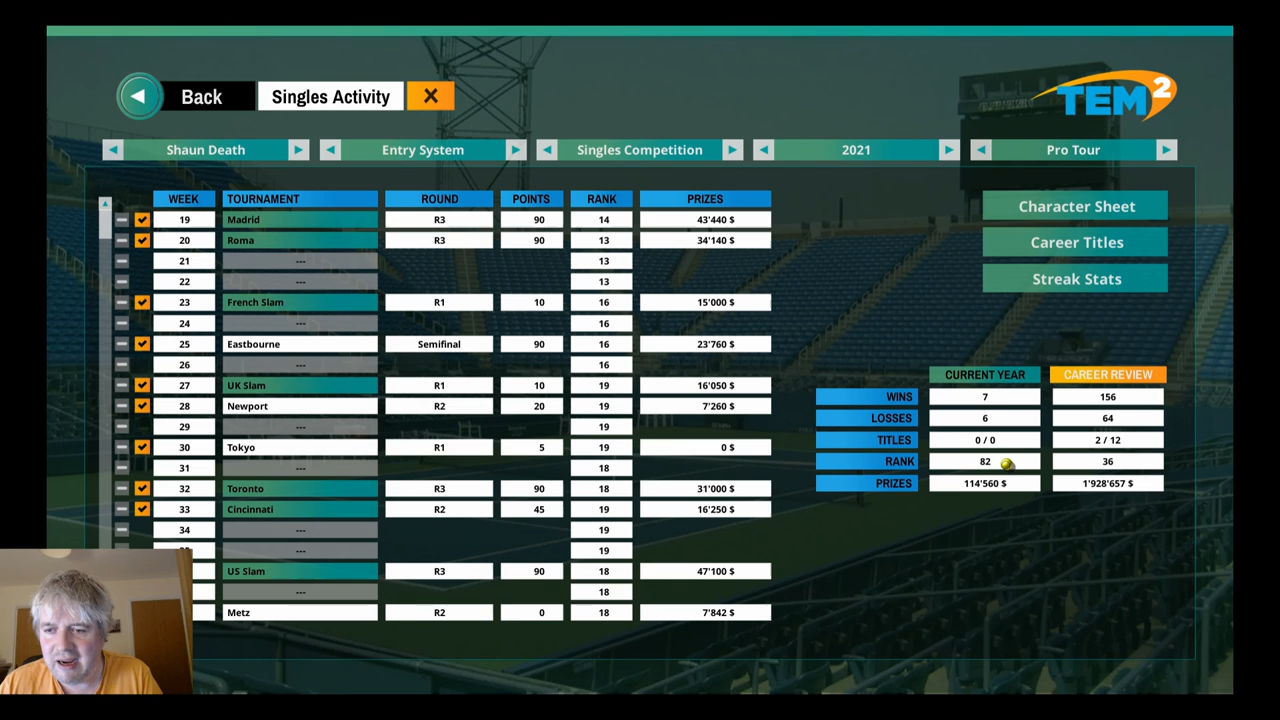 Back Singles Activity X TEM2
Shaun Death Entry System Singles Competition 2021 Pro Tour
WEEK TOURNAMENT ROUND POINTS RANK PRIZES
19 Madrid R3 90 14 43'440 $
20 Roma R3 90 13 34'140 $
21 --- 13
22 --- 13
23 French Slam R1 10 16 15'000 $
24 --- 16
25 Eastbourne Semifinal 90 16 23'760 $
26 --- 16
27 UK Slam R1 10 19 16'050 $
28 Newport R2 20 19 7'260 $
29 --- 19
30 Tokyo R1 5 19 0 $
31 --- 18
32 Toronto R3 90 18 31'000 $
33 Cincinnati R2 45 19 16'250 $
34 --- 19
--- 19
US Slam R3 90 18 47'100 $
--- 18
Metz R2 0 18 7'842 $
Character Sheet
Career Titles
Streak Stats
CURRENT YEAR CAREER REVIEW
WINS 7 156
LOSSES 6 64
TITLES 0 / 0 2 / 12
RANK 82 36
PRIZES 114'560 $ 1'928'657 $